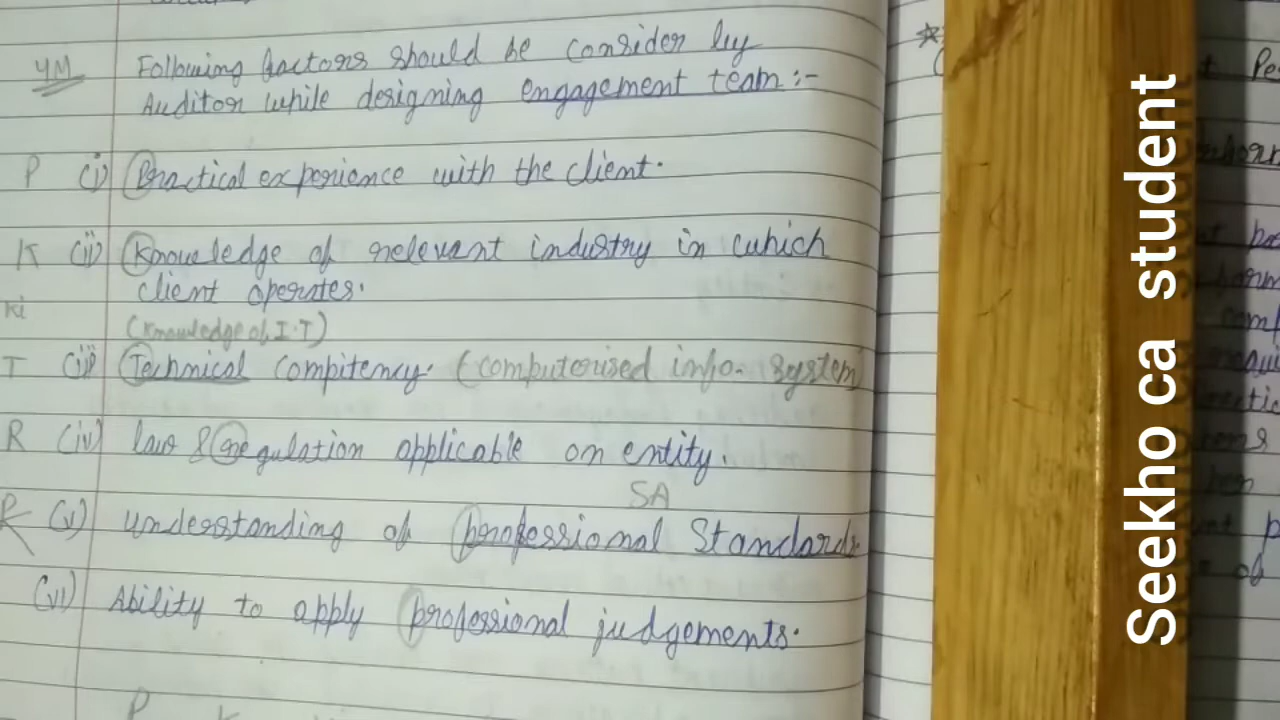 4M Following factors should be consider by
Auditor while designing engagement team :-
P (i) Practical experience with the client.
K (ii) Knowledge of relevant industry in which
client operates.
(Knowledge of I.T)
T (iii) Technical Compitency. (computerised info. System
R (iv) law & regulation applicable on entity.
SA
R (v) understanding of professional Standards.
(vi) Ability to apply professional judgements.
P K
Seekho ca student